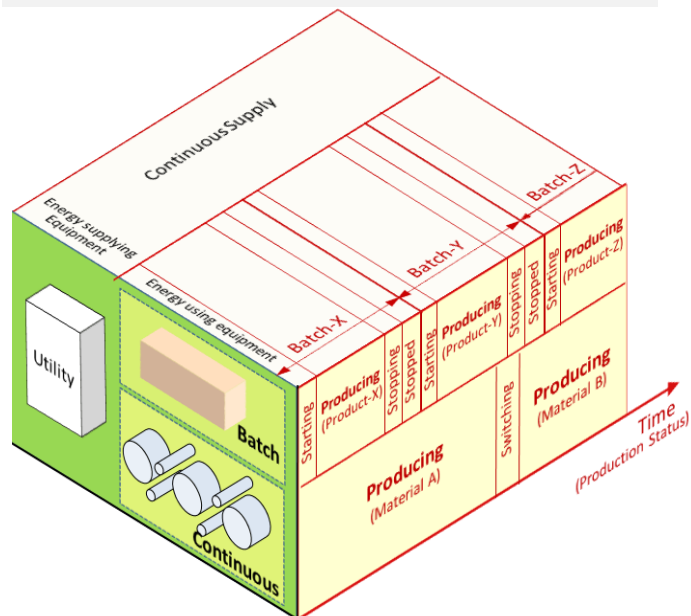 Continuous Supply
Energy supplying
Equipment
Energy using equipment
Batch-X
Batch-Y
Batch-Z
Utility
Batch
Continuous
Starting
Producing
(Product-X)
Stopping
Stopped
Starting
Producing
(Product-Y)
Stopping
Stopped
Starting
Producing
(Product-Z)
Producing
(Material A)
Switching
Producing
(Material B)
Time
(Production Status)